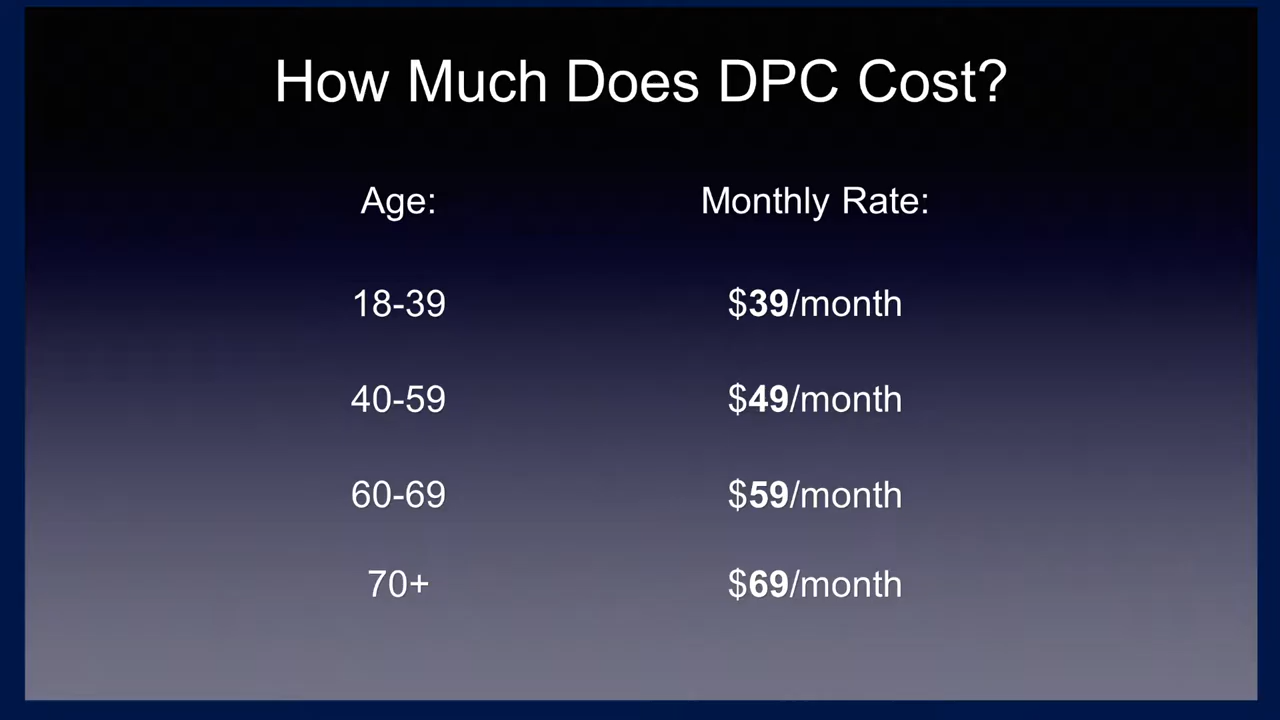 How Much Does DPC Cost?
Age: Monthly Rate:
18-39 $39/month
40-59 $49/month
60-69 $59/month
70+ $69/month